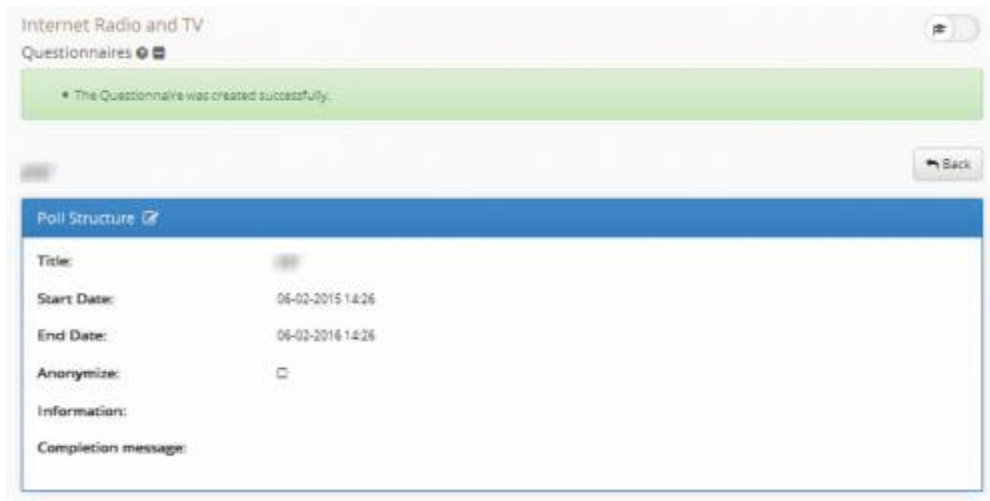 Internet Radio and TV
Questionnaires
The Questionnaire was created successfully.
Back
Poll Structure
Title:
Start Date: 06-02-2015 14:26
End Date: 06-02-2016 14:26
Anonymize:
Information:
Completion message: